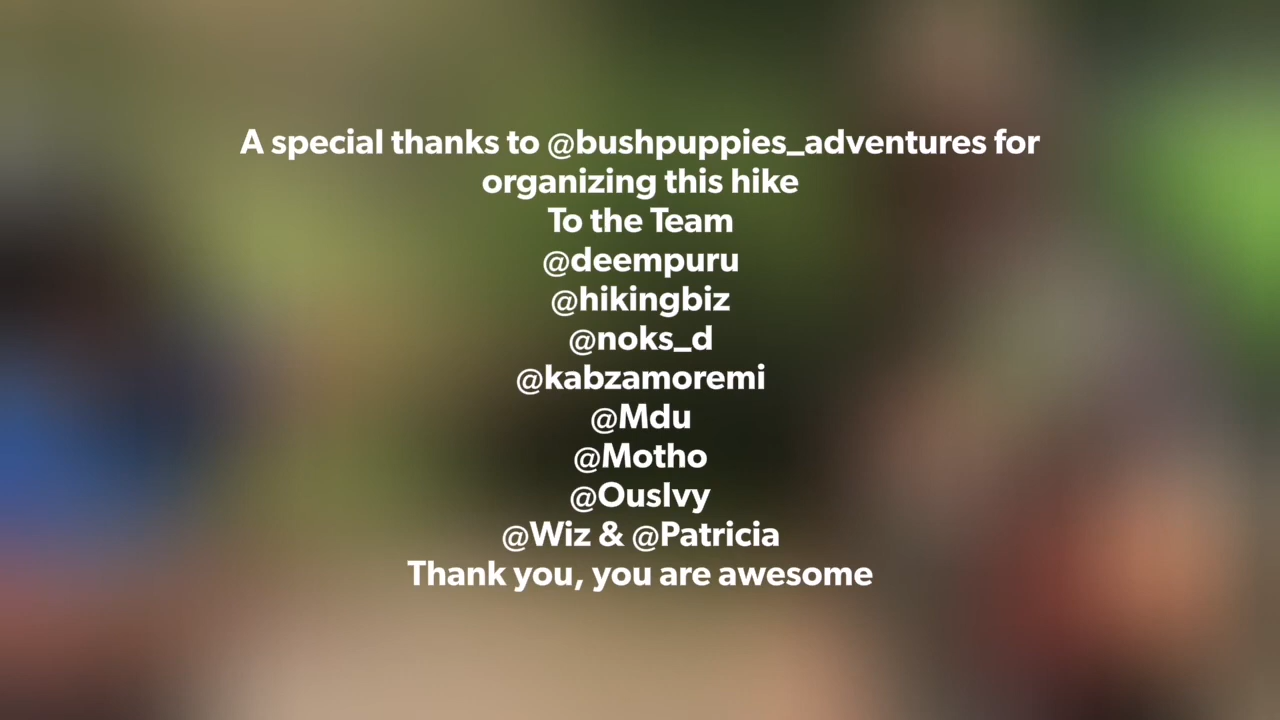 A special thanks to @bushpuppies_adventures for
organizing this hike
To the Team
@deempuru
@hikingbiz
@noks_d
@kabzamoremi
@Mdu
@Motho
@OusIvy
@Wiz & @Patricia
Thank you, you are awesome